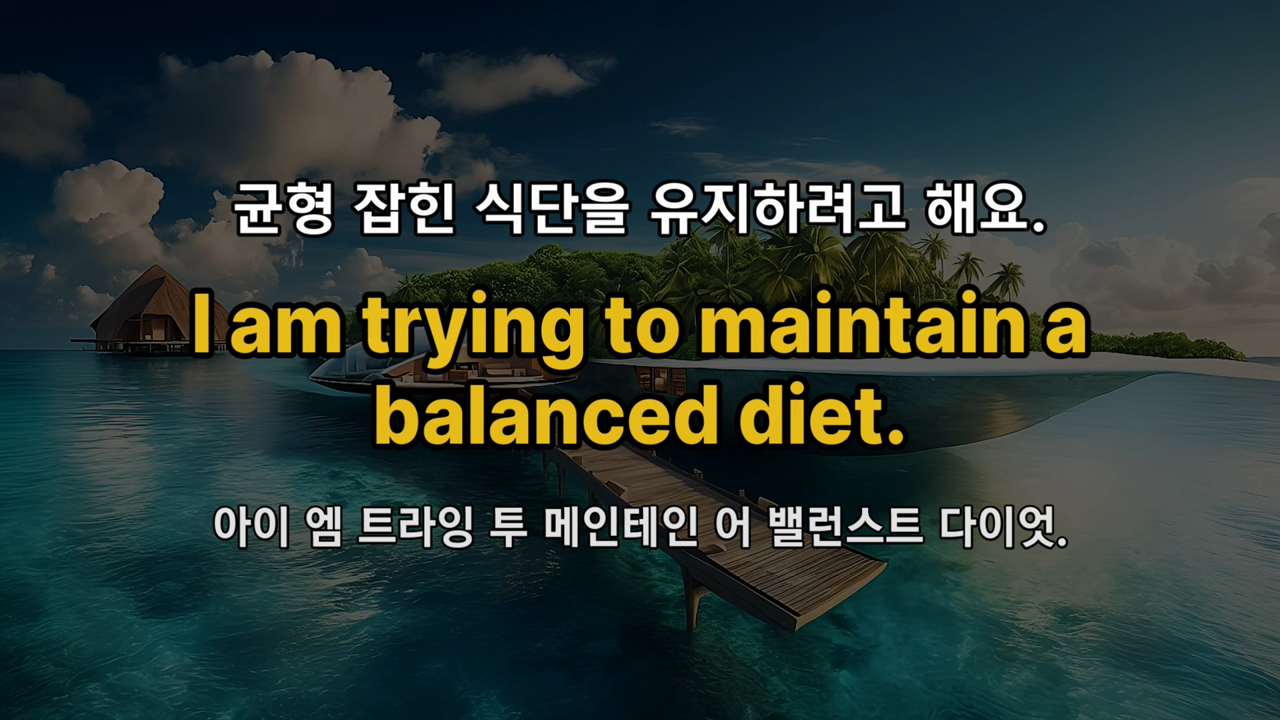 균형 잡힌 식단을 유지하려고 해요.
I am trying to maintain a
balanced diet.
아이 엠 트라잉 투 메인테인 어 밸런스트 다이엇.